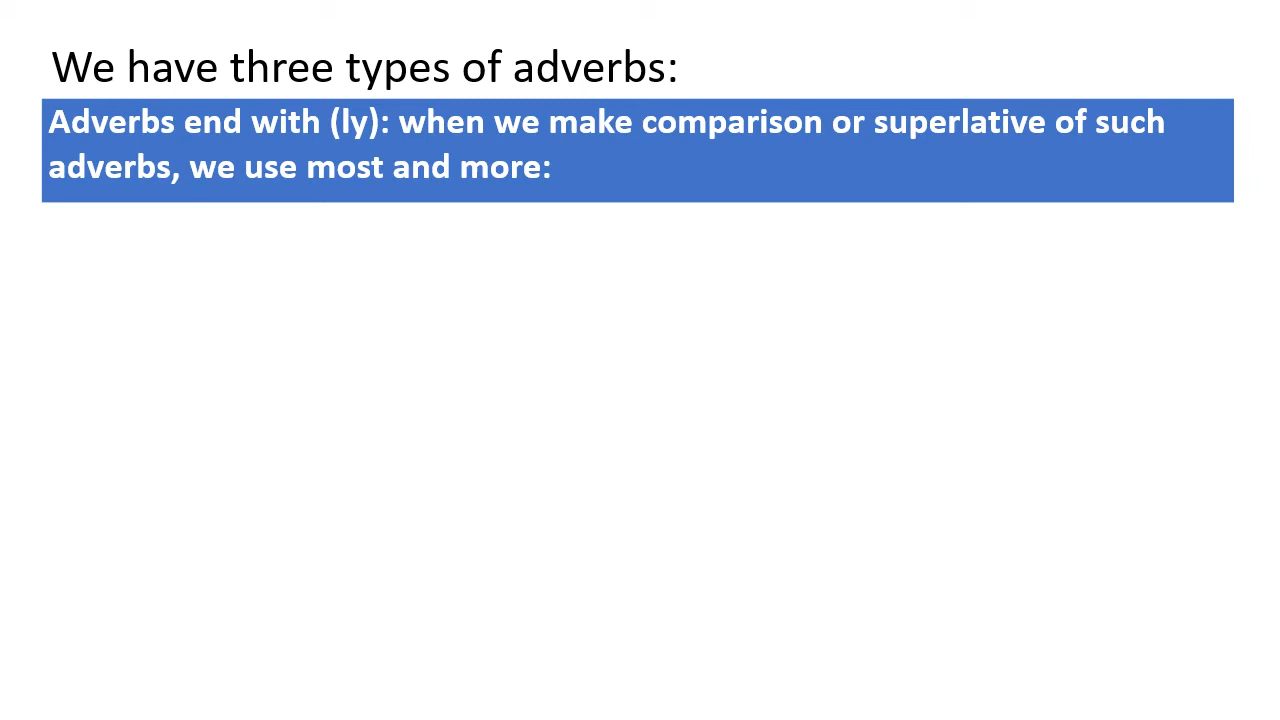 We have three types of adverbs:
Adverbs end with (ly): when we make comparison or superlative of such
adverbs, we use most and more: